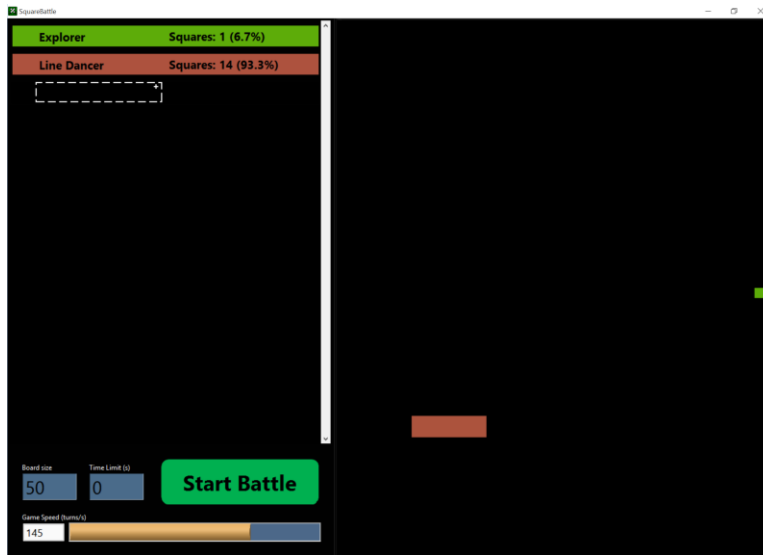 SquareBattle
Explorer Squares: 1 (6.7%)
Line Dancer Squares: 14 (93.3%)
Board size Time Limit (s)
50 0
Start Battle
Game Speed (turns/s)
145